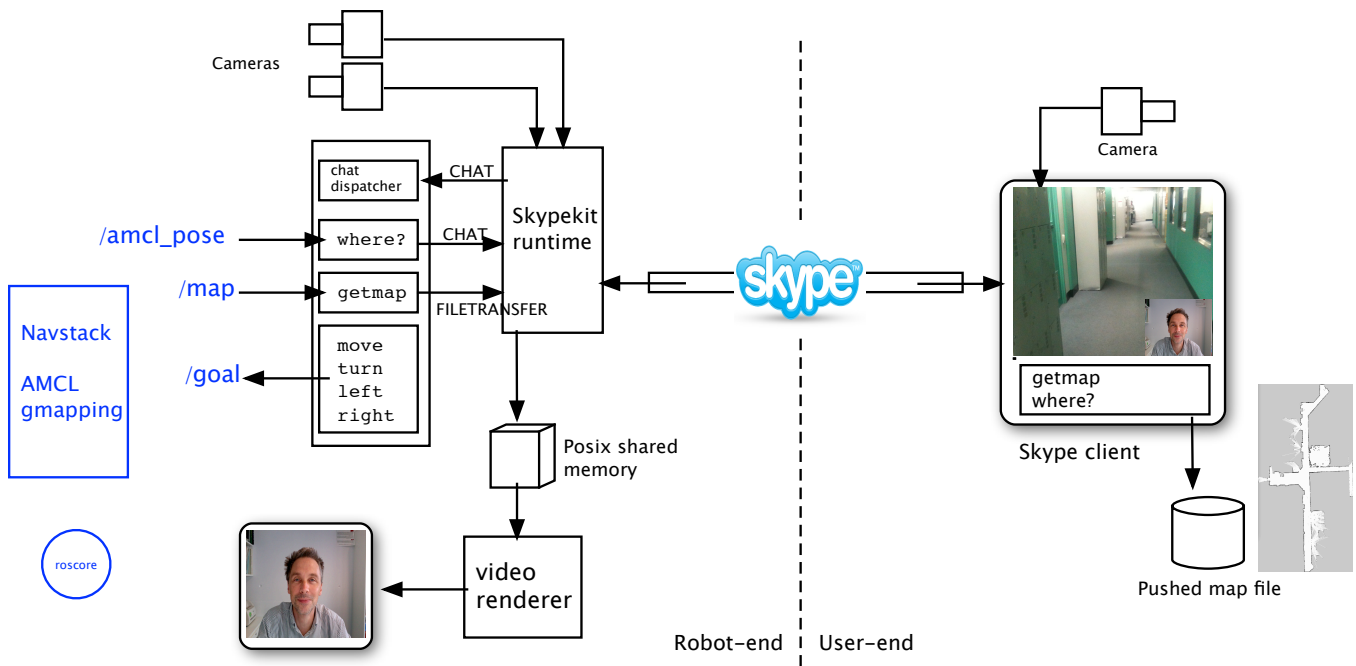 Cameras
chat
dispatcher
CHAT
/amcl_pose
where?
CHAT
/map
getmap
FILETRANSFER
/goal
move
turn
left
right
Skypekit
runtime
Navstack
AMCL
gmapping
roscore
Posix shared
memory
video
renderer
skype
TM
Robot-end
User-end
Camera
getmap
where?
Skype client
Pushed map file